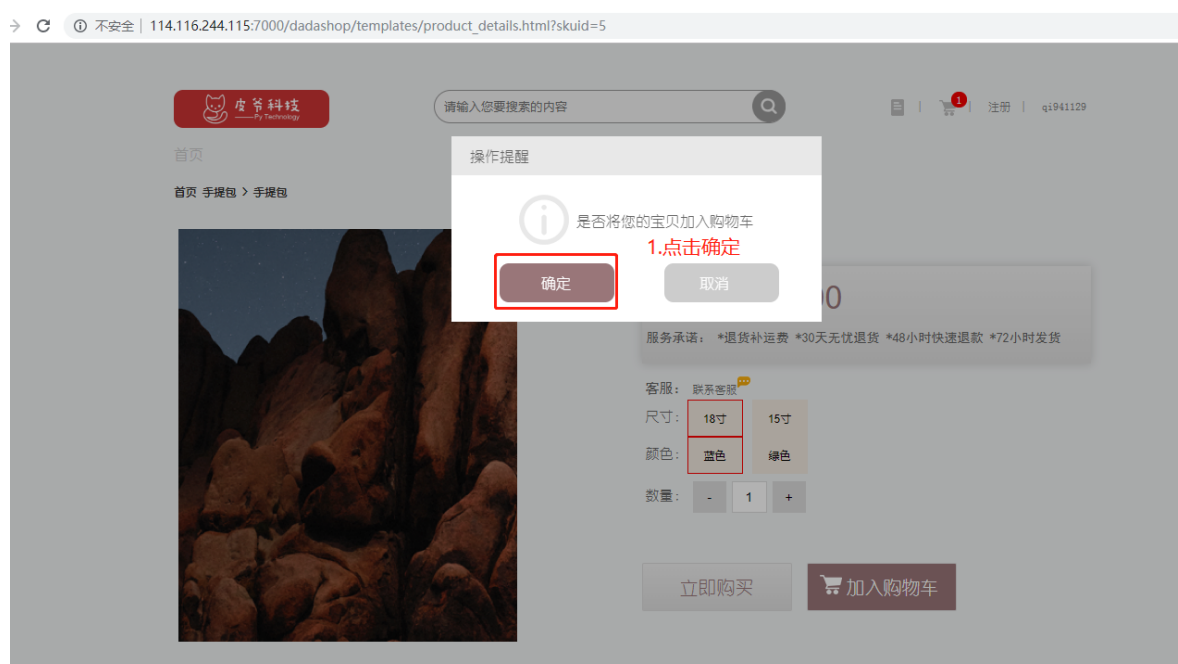 不安全 | 114.116.244.115:7000/dadashop/templates/product_details.html?skuid=5
皮爷科技
Py Technology
请输入您要搜索的内容
1
注册
qi941129
首页
操作提醒
首页 手提包 > 手提包
是否将您的宝贝加入购物车
1.点击确定
确定
取消
服务承诺: *退货补运费 *30天无忧退货 *48小时快速退款 *72小时发货
客服: 联系客服
尺寸: 18寸 15寸
颜色: 蓝色 绿色
数量: - 1 +
立即购买
加入购物车